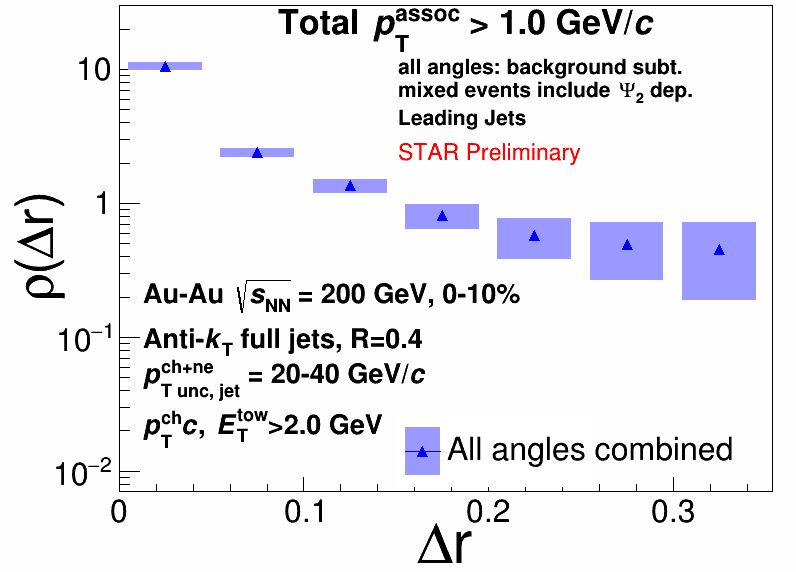 Total p_T^assoc > 1.0 GeV/c
all angles: background subt.
mixed events include Ψ₂ dep.
Leading Jets
STAR Preliminary
ρ(Δr)
10
1
10⁻¹
10⁻²
Au-Au √s_NN = 200 GeV, 0-10%
Anti-k_T full jets, R=0.4
p_T unc, jet^ch+ne = 20-40 GeV/c
p_T^ch c, E_T^tow>2.0 GeV
All angles combined
0 0.1 0.2 0.3
Δr